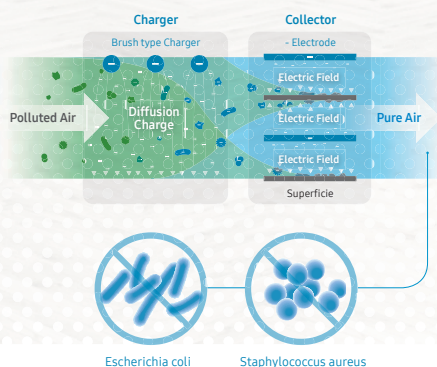 Charger
Collector
Brush type Charger
- Electrode
Electric Field
Polluted Air
Diffusion
Charge
Electric Field
Pure Air
Electric Field
Superficie
Escherichia coli
Staphylococcus aureus